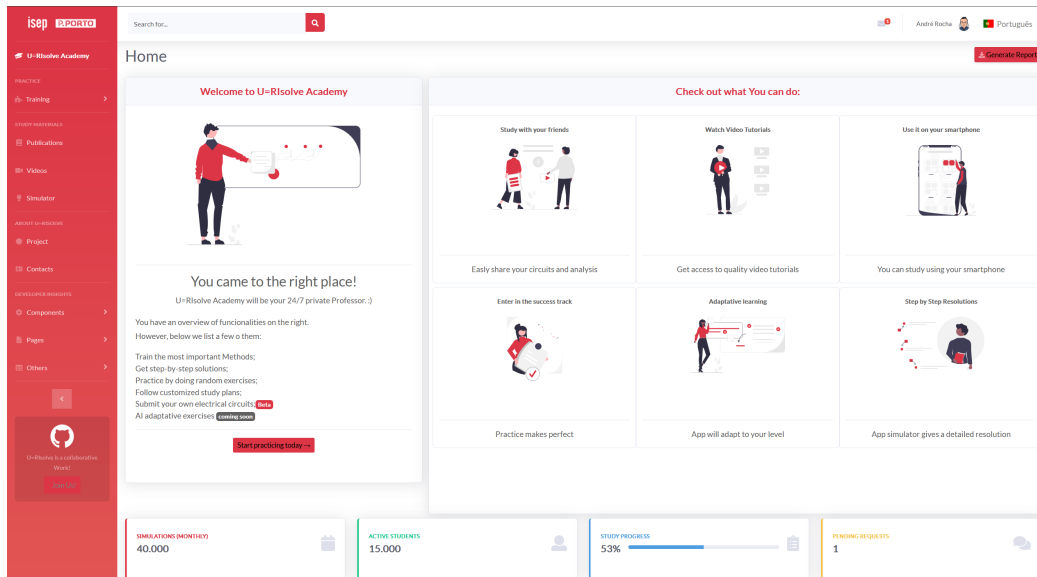 isep P.PORTO
Search for...
5
André Rocha
Português
U=RIsolve Academy
Home
Generate Report
PRACTICE
Training
STUDY MATERIALS
Publications
Videos
Simulator
ABOUT U=RISOLVE
Project
Contacts
DEVELOPER INSIGHTS
Components
Pages
Others
U=RIsolve is a collaborative
Work!
Join Us!
Welcome to U=RIsolve Academy
You came to the right place!
U=RIsolve Academy will be your 24/7 private Professor. :)
You have an overview of funcionalities on the right.
However, below we list a few o them:
Train the most important Methods;
Get step-by-step solutions;
Practice by doing random exercises;
Follow customized study plans;
Submit your own electrical circuits; Beta
AI adaptative exercises coming soon
Start practicing today →
Check out what You can do:
Study with your friends
Easly share your circuits and analysis
Watch Video Tutorials
Get access to quality video tutorials
Use it on your smartphone
You can study using your smartphone
Enter in the success track
Practice makes perfect
Adaptative learning
App will adapt to your level
Step by Step Resolutions
App simulator gives a detailed resolution
SIMULATIONS (MONTHLY)
40.000
ACTIVE STUDENTS
15.000
STUDY PROGRESS
53%
PENDING REQUESTS
1